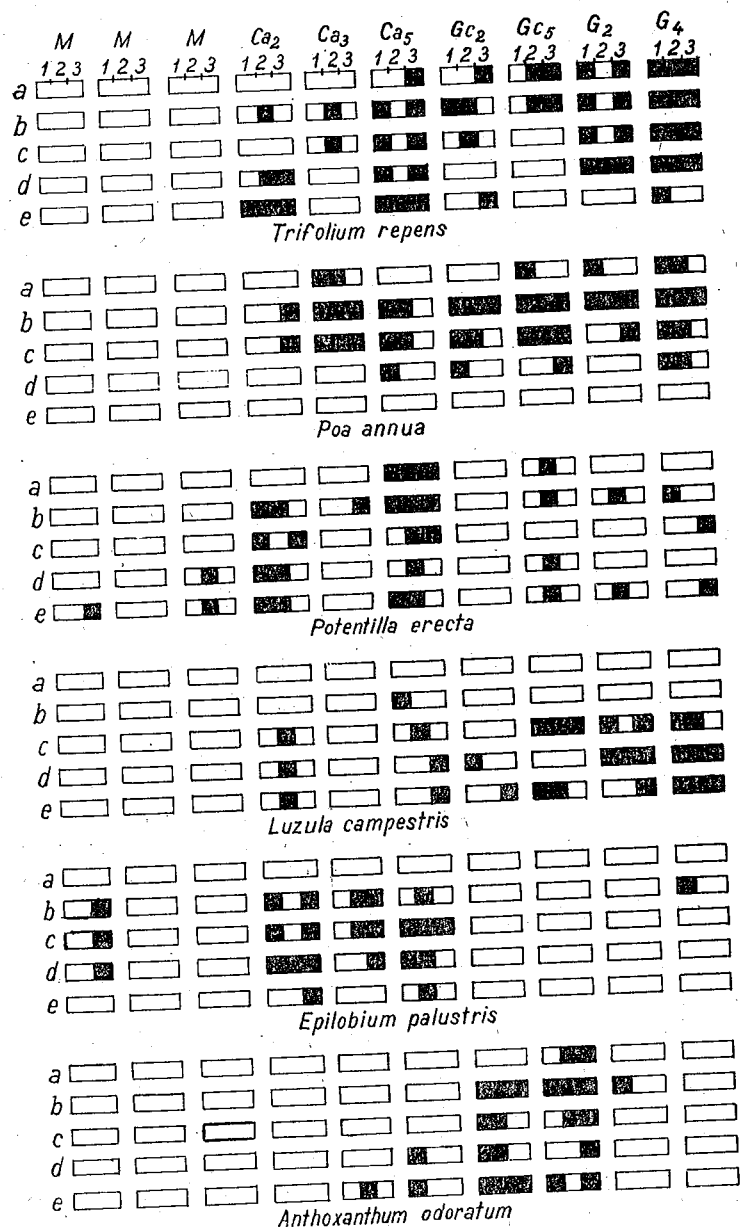 M M M Ca2 Ca3 Ca5 Gc2 Gc5 G2 G4
1 2 3 1 2 3 1 2 3 1 2 3 1 2 3 1 2 3 1 2 3 1 2 3 1 2 3 1 2 3
a
b
c
d
e
Trifolium repens
a
b
c
d
e
Poa annua
a
b
c
d
e
Potentilla erecta
a
b
c
d
e
Luzula campestris
a
b
c
d
e
Epilobium palustris
a
b
c
d
e
Anthoxanthum odoratum